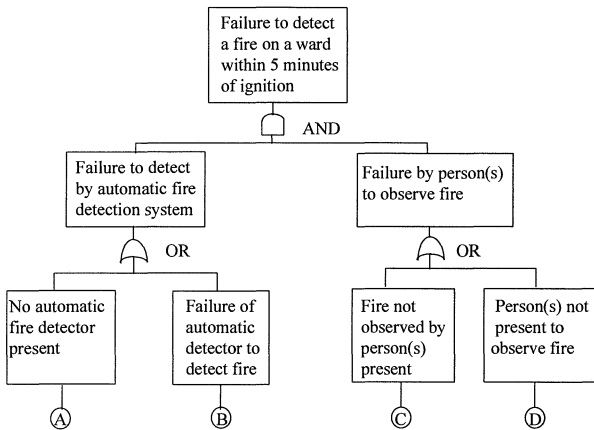 Failure to detect
a fire on a ward
within 5 minutes
of ignition
AND
Failure to detect
by automatic fire
detection system
Failure by person(s)
to observe fire
OR
OR
No automatic
fire detector
present
Failure of
automatic
detector to
detect fire
Fire not
observed by
person(s)
present
Person(s) not
present to
observe fire
A
B
C
D